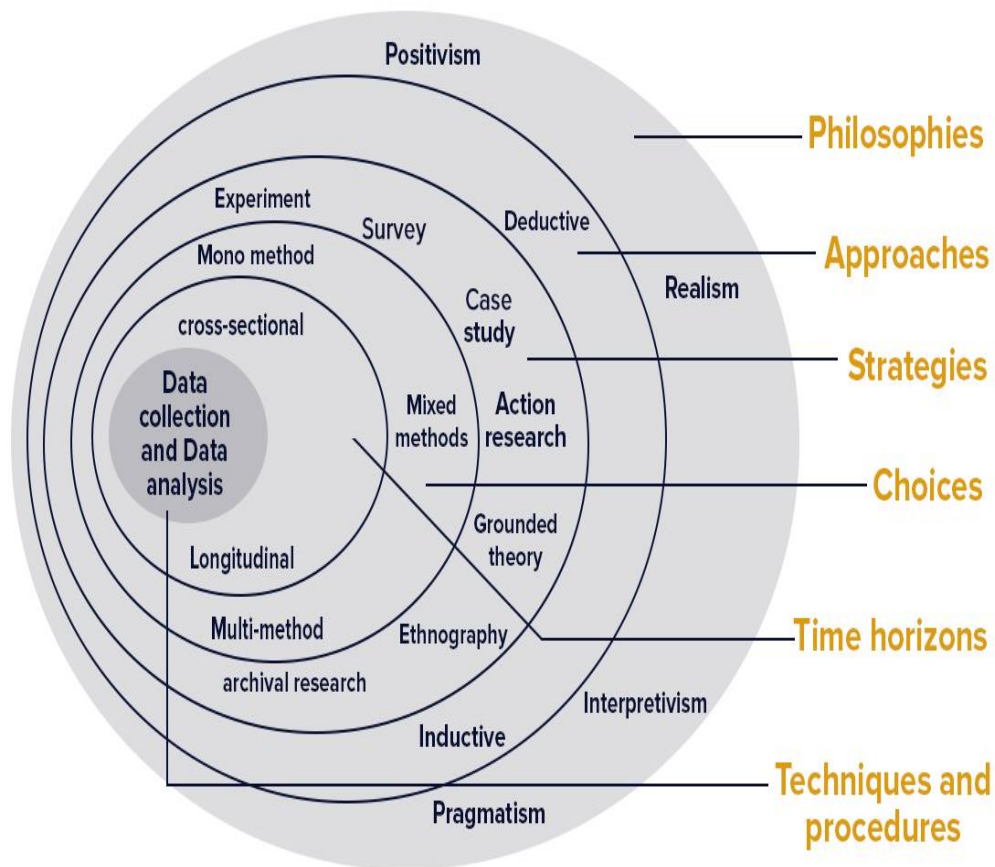 Positivism
Philosophies
Experiment
Survey
Deductive
Mono method
Approaches
Realism
cross-sectional
Case
study
Strategies
Data
collection
and Data
analysis
Mixed
methods
Action
research
Choices
Grounded
theory
Longitudinal
Multi-method
Ethnography
Time horizons
archival research
Interpretivism
Inductive
Techniques and
procedures
Pragmatism